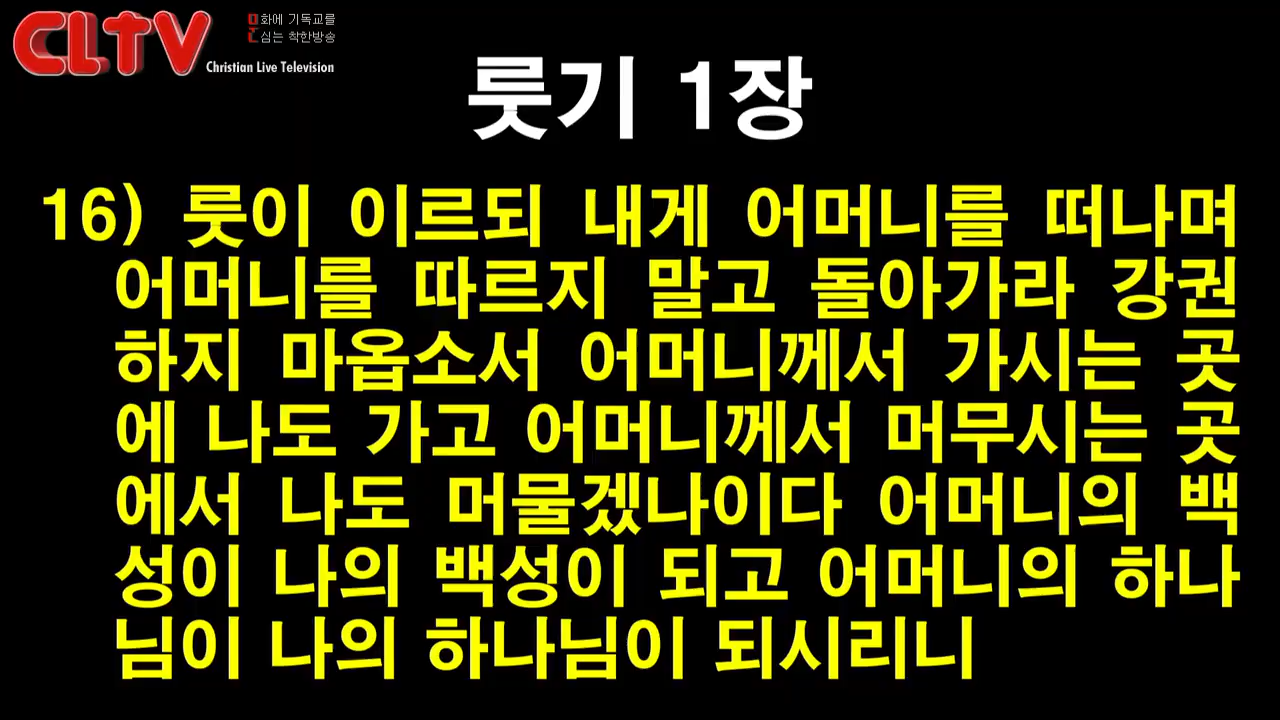 CLTV
문화에 기독교를
심는 착한방송
Christian Live Television
룻기 1장
16) 룻이 이르되 내게 어머니를 떠나며
어머니를 따르지 말고 돌아가라 강권
하지 마옵소서 어머니께서 가시는 곳
에 나도 가고 어머니께서 머무시는 곳
에서 나도 머물겠나이다 어머니의 백
성이 나의 백성이 되고 어머니의 하나
님이 나의 하나님이 되시리니